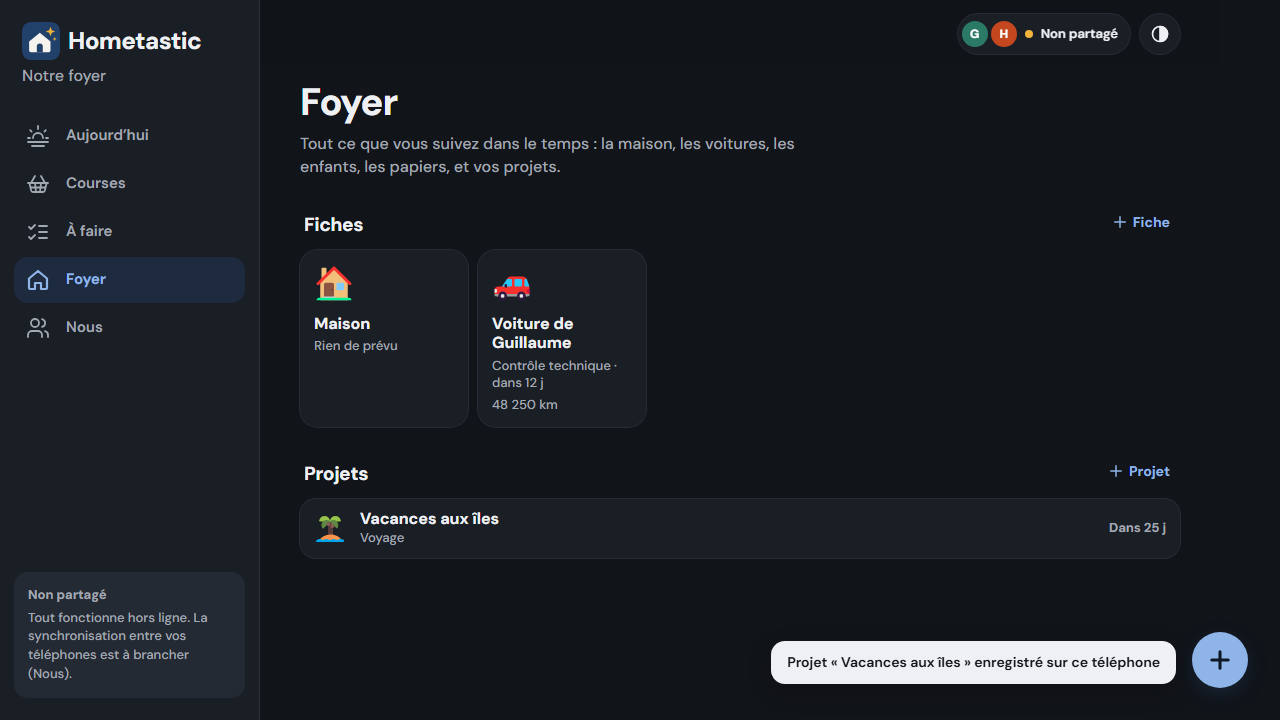 Hometastic
Notre foyer
Aujourd’hui
Courses
À faire
Foyer
Nous
Non partagé
Tout fonctionne hors ligne. La
synchronisation entre vos
téléphones est à brancher
(Nous).
G
H
Non partagé
Foyer
Tout ce que vous suivez dans le temps : la maison, les voitures, les
enfants, les papiers, et vos projets.
Fiches
+ Fiche
Maison
Rien de prévu
Voiture de
Guillaume
Contrôle technique ·
dans 12 j
48 250 km
Projets
+ Projet
Vacances aux îles
Voyage
Dans 25 j
Projet « Vacances aux îles » enregistré sur ce téléphone